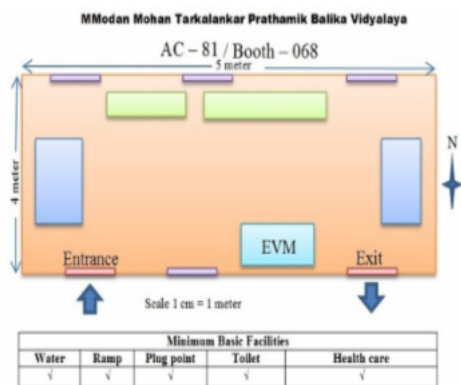 MModan Mohan Tarkalankar Prathamik Balika Vidyalaya
AC – 81 / Booth – 068
5 meter
4 meter
N
EVM
Entrance
Exit
Scale 1 cm = 1 meter
Minimum Basic Facilities
Water Ramp Plug point Toilet Health care
√ √ √ √ √